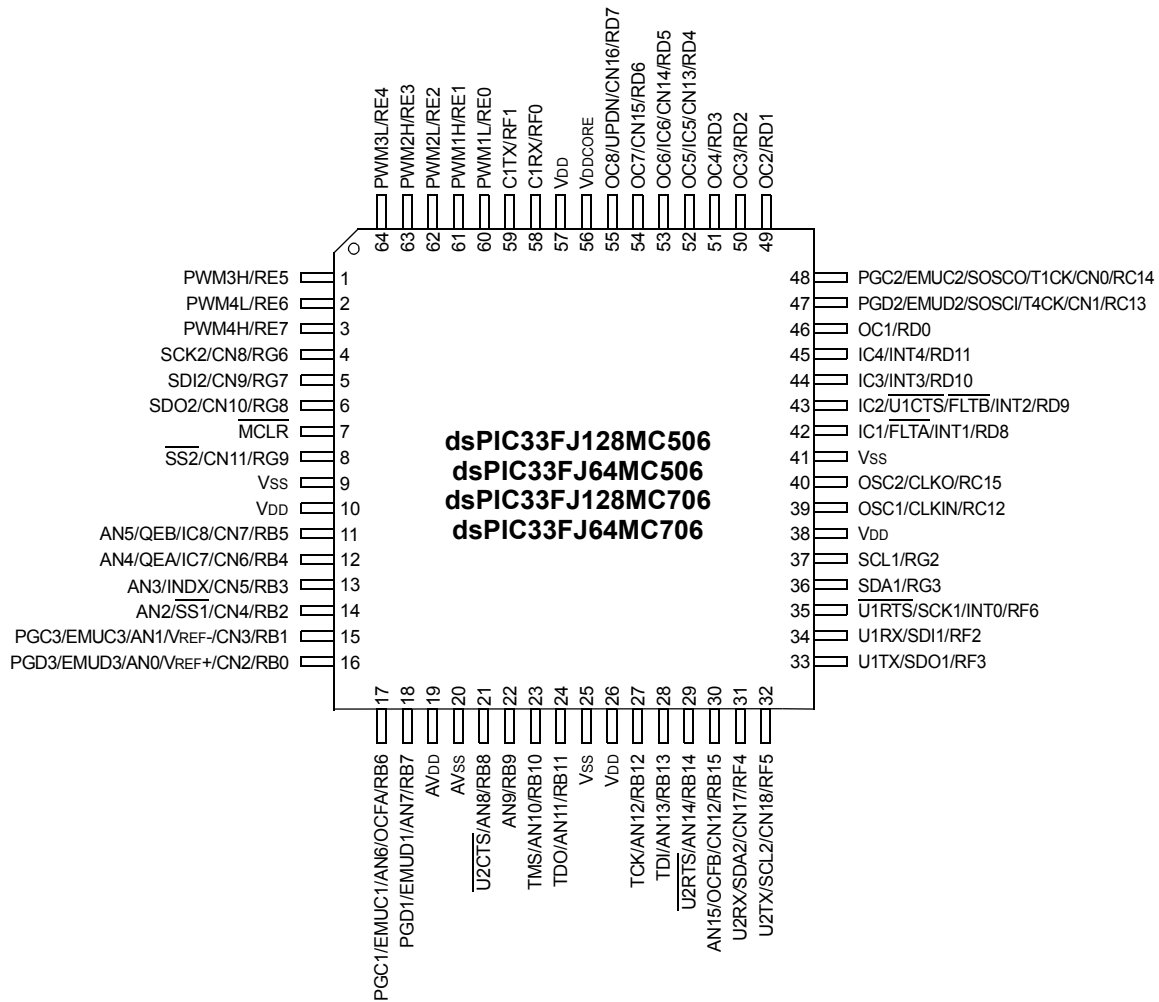 PWM3L/RE4
PWM2H/RE3
PWM2L/RE2
PWM1H/RE1
PWM1L/RE0
C1TX/RF1
C1RX/RF0
VDD
VDDCORE
OC8/UPDN/CN16/RD7
OC7/CN15/RD6
OC6/IC6/CN14/RD5
OC5/IC5/CN13/RD4
OC4/RD3
OC3/RD2
OC2/RD1
64 63 62 61 60 59 58 57 56 55 54 53 52 51 50 49
PWM3H/RE5 1
PWM4L/RE6 2
PWM4H/RE7 3
SCK2/CN8/RG6 4
SDI2/CN9/RG7 5
SDO2/CN10/RG8 6
MCLR 7
SS2/CN11/RG9 8
VSS 9
VDD 10
AN5/QEB/IC8/CN7/RB5 11
AN4/QEA/IC7/CN6/RB4 12
AN3/INDX/CN5/RB3 13
AN2/SS1/CN4/RB2 14
PGC3/EMUC3/AN1/VREF-/CN3/RB1 15
PGD3/EMUD3/AN0/VREF+/CN2/RB0 16
dsPIC33FJ128MC506
dsPIC33FJ64MC506
dsPIC33FJ128MC706
dsPIC33FJ64MC706
48 PGC2/EMUC2/SOSCO/T1CK/CN0/RC14
47 PGD2/EMUD2/SOSCI/T4CK/CN1/RC13
46 OC1/RD0
45 IC4/INT4/RD11
44 IC3/INT3/RD10
43 IC2/U1CTS/FLTB/INT2/RD9
42 IC1/FLTA/INT1/RD8
41 VSS
40 OSC2/CLKO/RC15
39 OSC1/CLKIN/RC12
38 VDD
37 SCL1/RG2
36 SDA1/RG3
35 U1RTS/SCK1/INT0/RF6
34 U1RX/SDI1/RF2
33 U1TX/SDO1/RF3
17 18 19 20 21 22 23 24 25 26 27 28 29 30 31 32
PGC1/EMUC1/AN6/OCFA/RB6
PGD1/EMUD1/AN7/RB7
AVDD
AVSS
U2CTS/AN8/RB8
AN9/RB9
TMS/AN10/RB10
TDO/AN11/RB11
VSS
VDD
TCK/AN12/RB12
TDI/AN13/RB13
U2RTS/AN14/RB14
AN15/OCFB/CN12/RB15
U2RX/SDA2/CN17/RF4
U2TX/SCL2/CN18/RF5